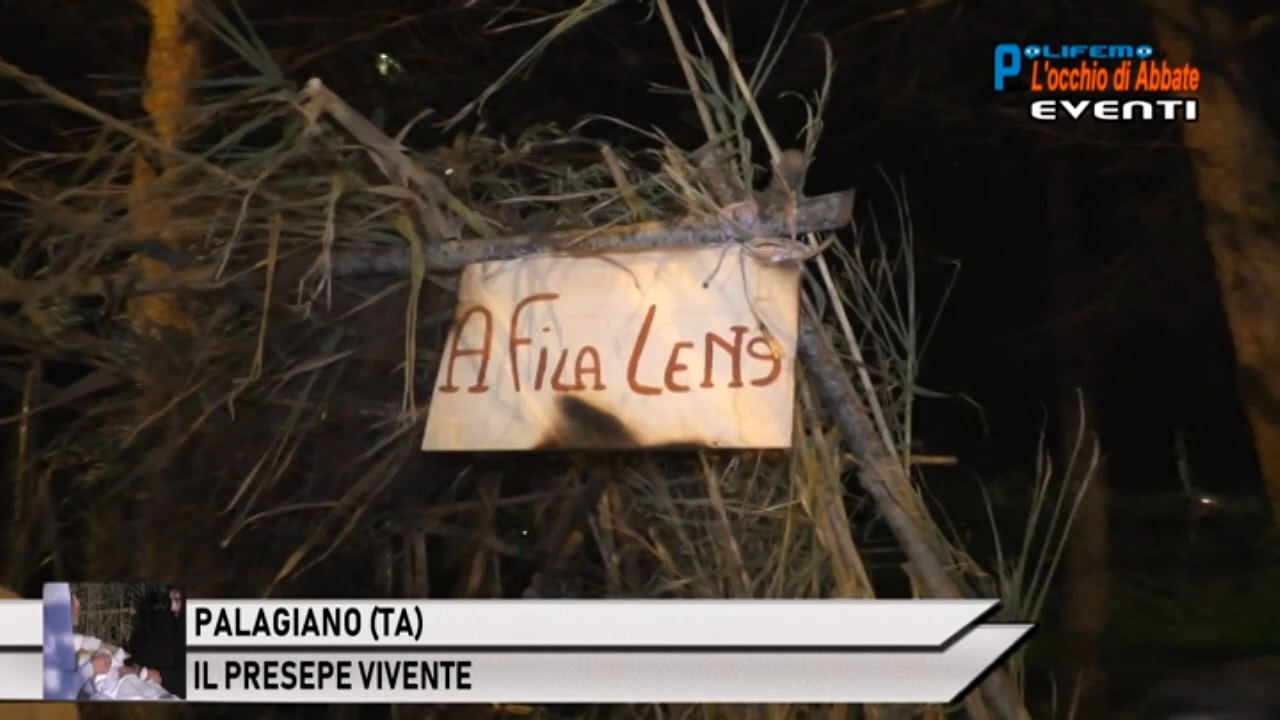 POLIFEMO
L'occhio di Abbate
EVENTI
A FiLA LeNS
PALAGIANO (TA)
IL PRESEPE VIVENTE